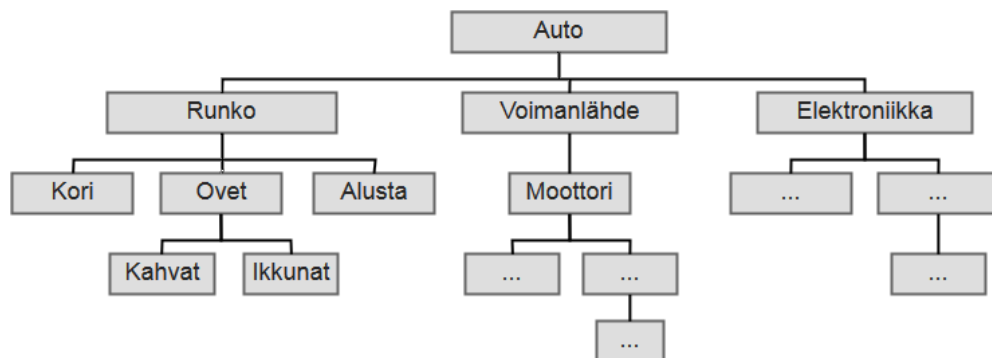 Auto
Runko
Voimanlähde
Elektroniikka
Kori
Ovet
Alusta
Moottori
...
...
Kahvat
Ikkunat
...
...
...
...